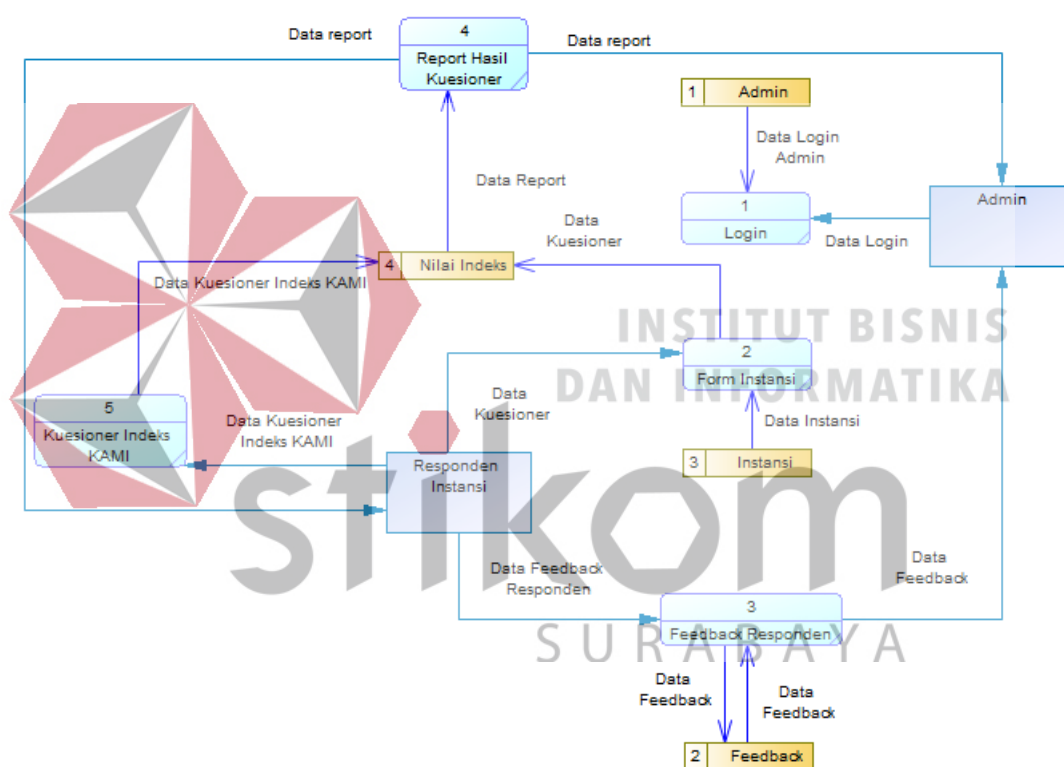 Data report
4
Report Hasil
Kuesioner
Data report
1 Admin
Data Login
Admin
Data Report
1
Login
Admin
Data
Kuesioner
Data Login
4 Nilai Indeks
Data Kuesioner Indeks KAMI
INSTITUT BISNIS
DAN INFORMATIKA
2
Form Instansi
5
Kuesioner Indeks
KAMI
Data Kuesioner
Indeks KAMI
Data
Kuesioner
Data Instansi
3 Instansi
Responden
Instansi
stikom
SURABAYA
Data Feedback
Responden
Data
Feedback
3
Feedback Responden
Data
Feedback
Data
Feedback
2 Feedback